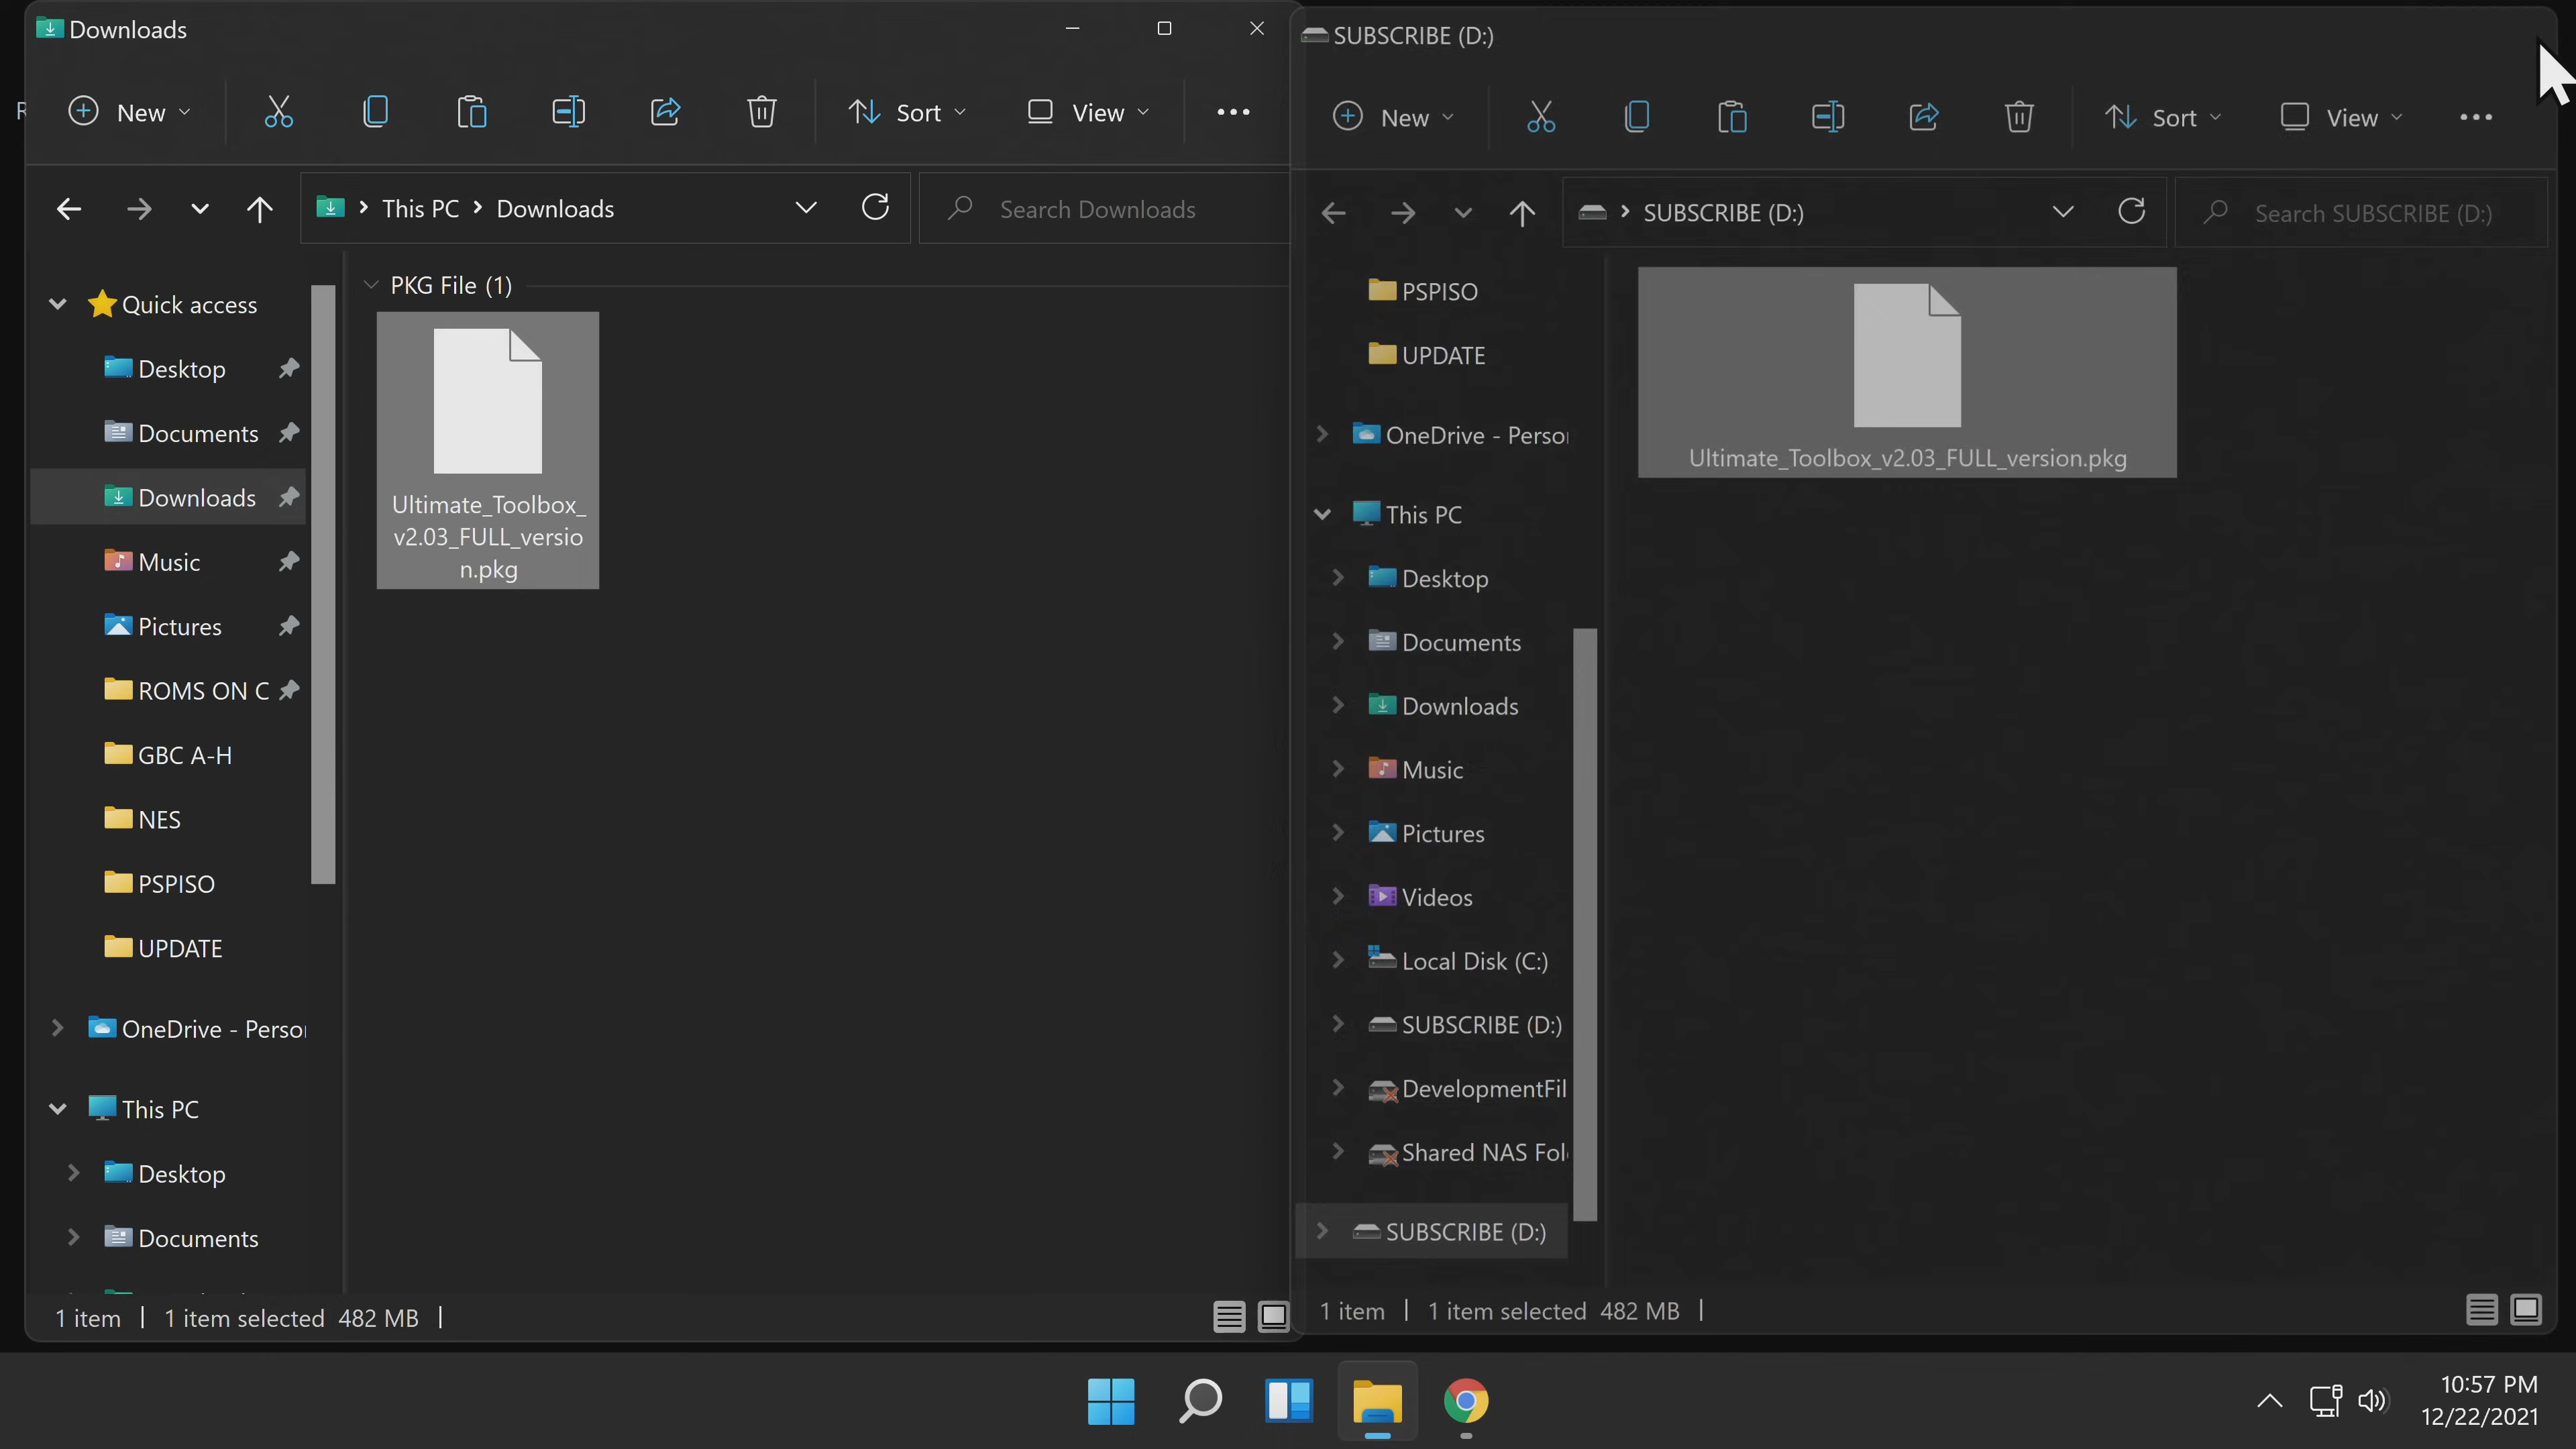 Downloads
New
Sort
View
This PC
Downloads
Search Downloads
Quick access
Desktop
Documents
Downloads
Music
Pictures
ROMS ON C
GBC A-H
NES
PSPISO
UPDATE
OneDrive - Person
This PC
Desktop
Documents
PKG File (1)
Ultimate_Toolbox_
v2.03_FULL_versio
n.pkg
1 item
1 item selected 482 MB
SUBSCRIBE (D:)
New
Sort
View
SUBSCRIBE (D:)
Search SUBSCRIBE (D:)
PSPISO
UPDATE
OneDrive - Person
This PC
Desktop
Documents
Downloads
Music
Pictures
Videos
Local Disk (C:)
SUBSCRIBE (D:)
DevelopmentFil
Shared NAS Fol
SUBSCRIBE (D:)
Ultimate_Toolbox_v2.03_FULL_version.pkg
1 item
1 item selected 482 MB
10:57 PM
12/22/2021